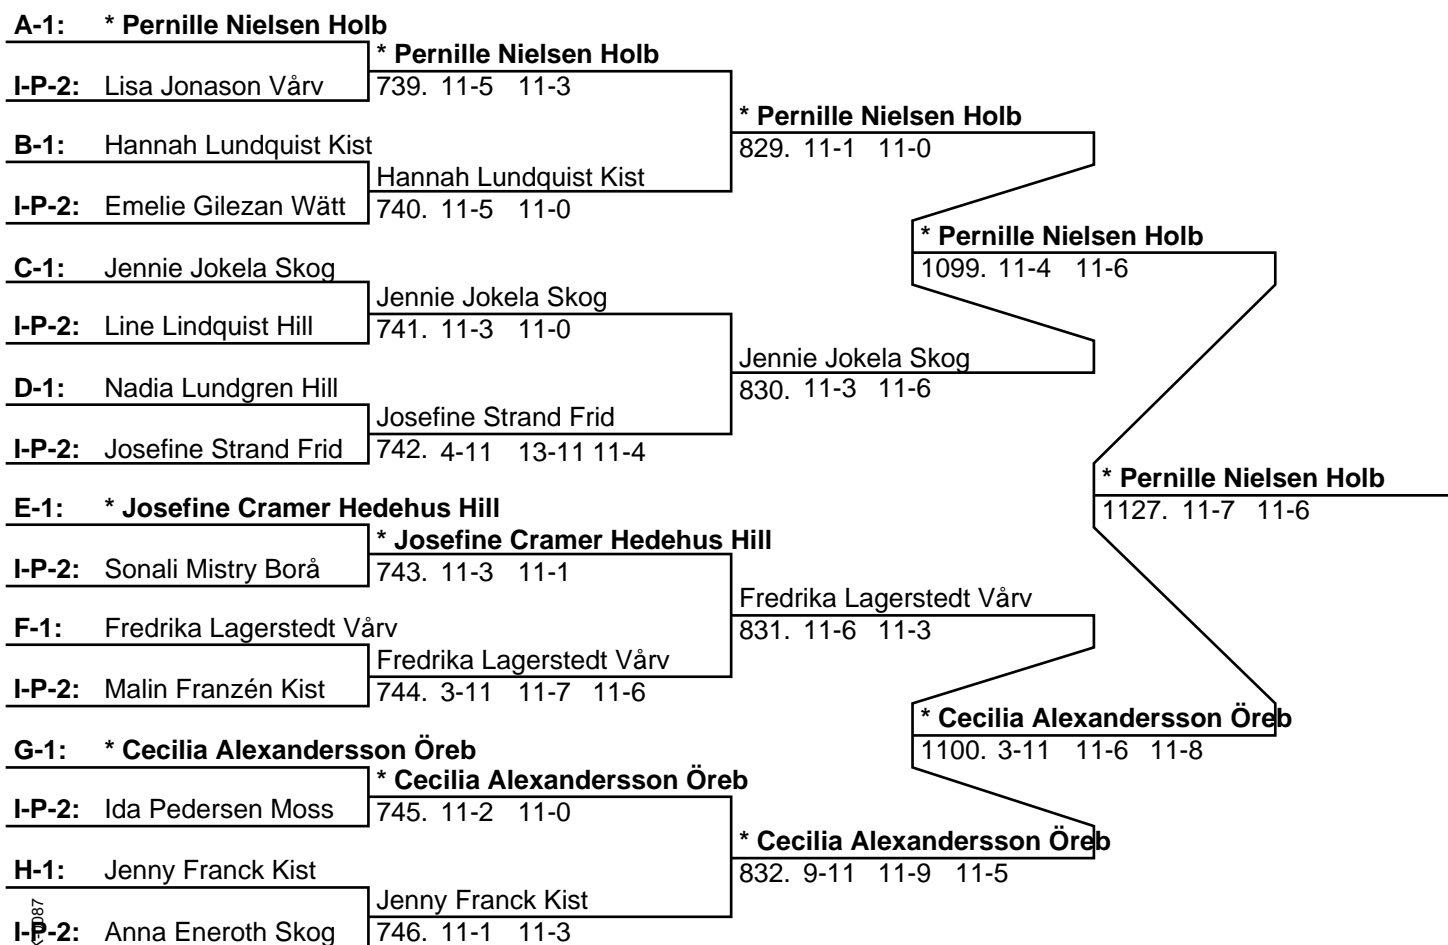 A-1: * Pernille Nielsen Holb
* Pernille Nielsen Holb
I-P-2: Lisa Jonason Vårv
739. 11-5 11-3
* Pernille Nielsen Holb
829. 11-1 11-0
B-1: Hannah Lundquist Kist
Hannah Lundquist Kist
I-P-2: Emelie Gilezan Wätt
740. 11-5 11-0
* Pernille Nielsen Holb
1099. 11-4 11-6
C-1: Jennie Jokela Skog
Jennie Jokela Skog
I-P-2: Line Lindquist Hill
741. 11-3 11-0
Jennie Jokela Skog
830. 11-3 11-6
D-1: Nadia Lundgren Hill
Josefine Strand Frid
I-P-2: Josefine Strand Frid
742. 4-11 13-11 11-4
* Pernille Nielsen Holb
1127. 11-7 11-6
E-1: * Josefine Cramer Hedehus Hill
* Josefine Cramer Hedehus Hill
I-P-2: Sonali Mistry Borå
743. 11-3 11-1
Fredrika Lagerstedt Vårv
831. 11-6 11-3
F-1: Fredrika Lagerstedt Vårv
Fredrika Lagerstedt Vårv
I-P-2: Malin Franzén Kist
744. 3-11 11-7 11-6
* Cecilia Alexandersson Öreb
1100. 3-11 11-6 11-8
G-1: * Cecilia Alexandersson Öreb
* Cecilia Alexandersson Öreb
I-P-2: Ida Pedersen Moss
745. 11-2 11-0
* Cecilia Alexandersson Öreb
832. 9-11 11-9 11-5
H-1: Jenny Franck Kist
Jenny Franck Kist
I-P-2: Anna Eneroth Skog
746. 11-1 11-3